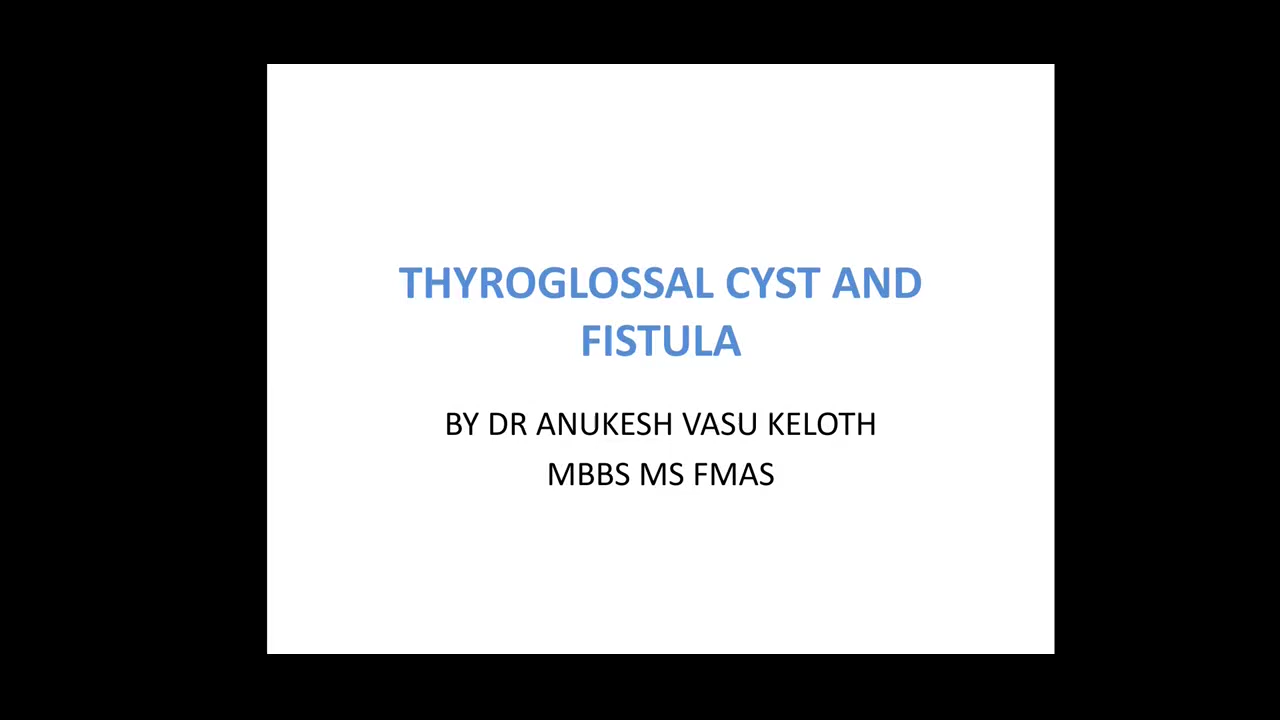 THYROGLOSSAL CYST AND
FISTULA
BY DR ANUKESH VASU KELOTH
MBBS MS FMAS